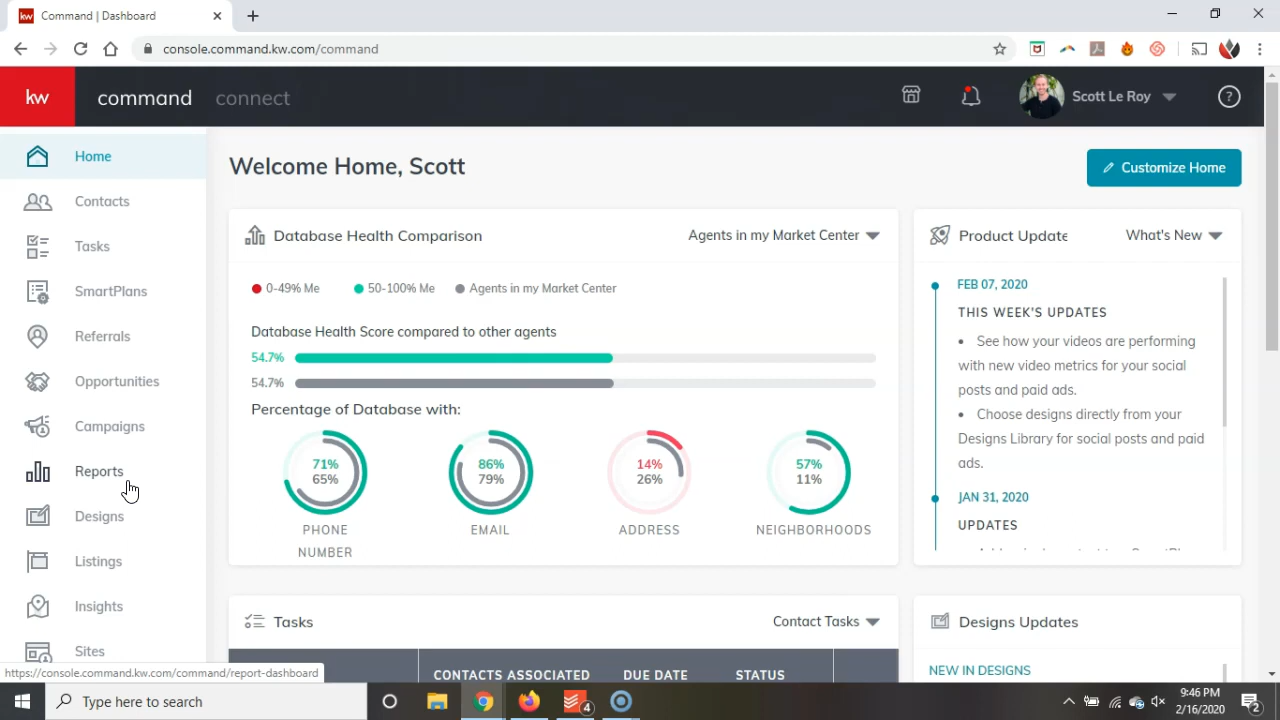 Command | Dashboard
console.command.kw.com/command
kw
command
connect
Scott Le Roy
?
Home
Contacts
Tasks
SmartPlans
Referrals
Opportunities
Campaigns
Reports
Designs
Listings
Insights
Sites
Welcome Home, Scott
Customize Home
Database Health Comparison
Agents in my Market Center
0-49% Me
50-100% Me
Agents in my Market Center
Database Health Score compared to other agents
54.7%
54.7%
Percentage of Database with:
71%
65%
PHONE
NUMBER
86%
79%
EMAIL
14%
26%
ADDRESS
57%
11%
NEIGHBORHOODS
Product Update
What's New
FEB 07, 2020
THIS WEEK'S UPDATES
• See how your videos are performing
with new video metrics for your social
posts and paid ads.
• Choose designs directly from your
Designs Library for social posts and paid
ads.
JAN 31, 2020
UPDATES
Tasks
Contact Tasks
CONTACTS ASSOCIATED
DUE DATE
STATUS
Designs Updates
NEW IN DESIGNS
https://console.command.kw.com/command/report-dashboard
Type here to search
4
9:46 PM
2/16/2020
2